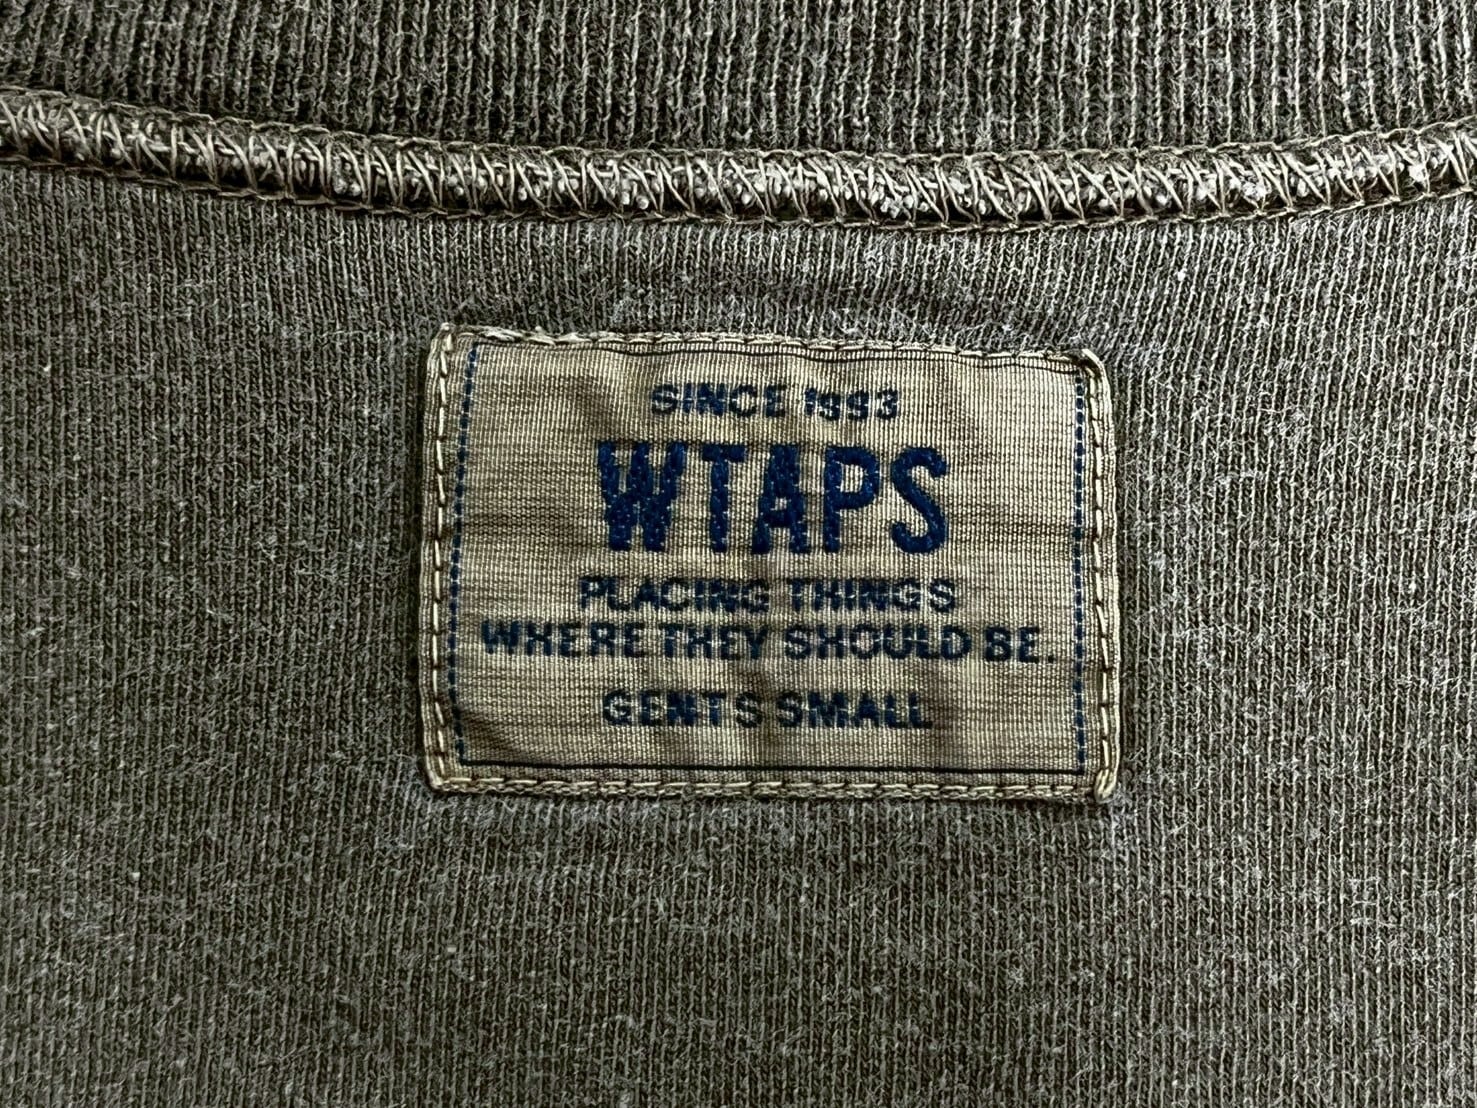 SINCE 1993
WTAPS
PLACING THINGS
WHERE THEY SHOULD BE.
GENTS SMALL